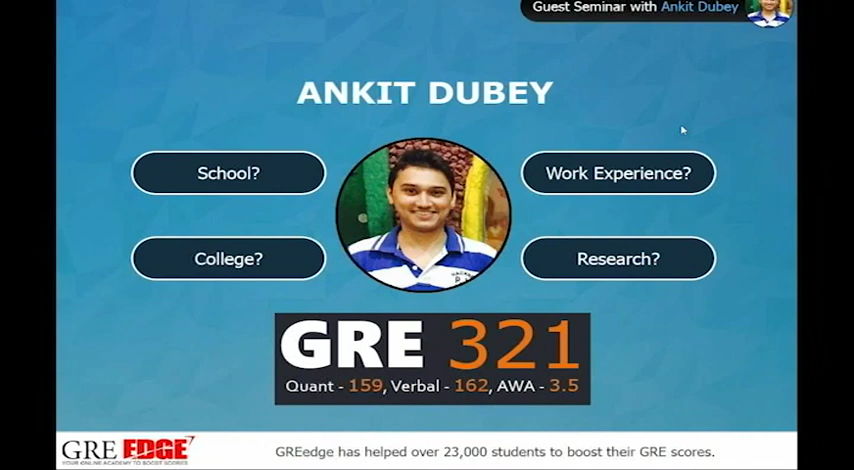 Guest Seminar with Ankit Dubey
ANKIT DUBEY
School?
Work Experience?
College?
Research?
GRE 321
Quant - 159, Verbal - 162, AWA - 3.5
GRE EDGE
YOUR ONLINE ACADEMY TO BOOST SCORES
GREedge has helped over 23,000 students to boost their GRE scores.